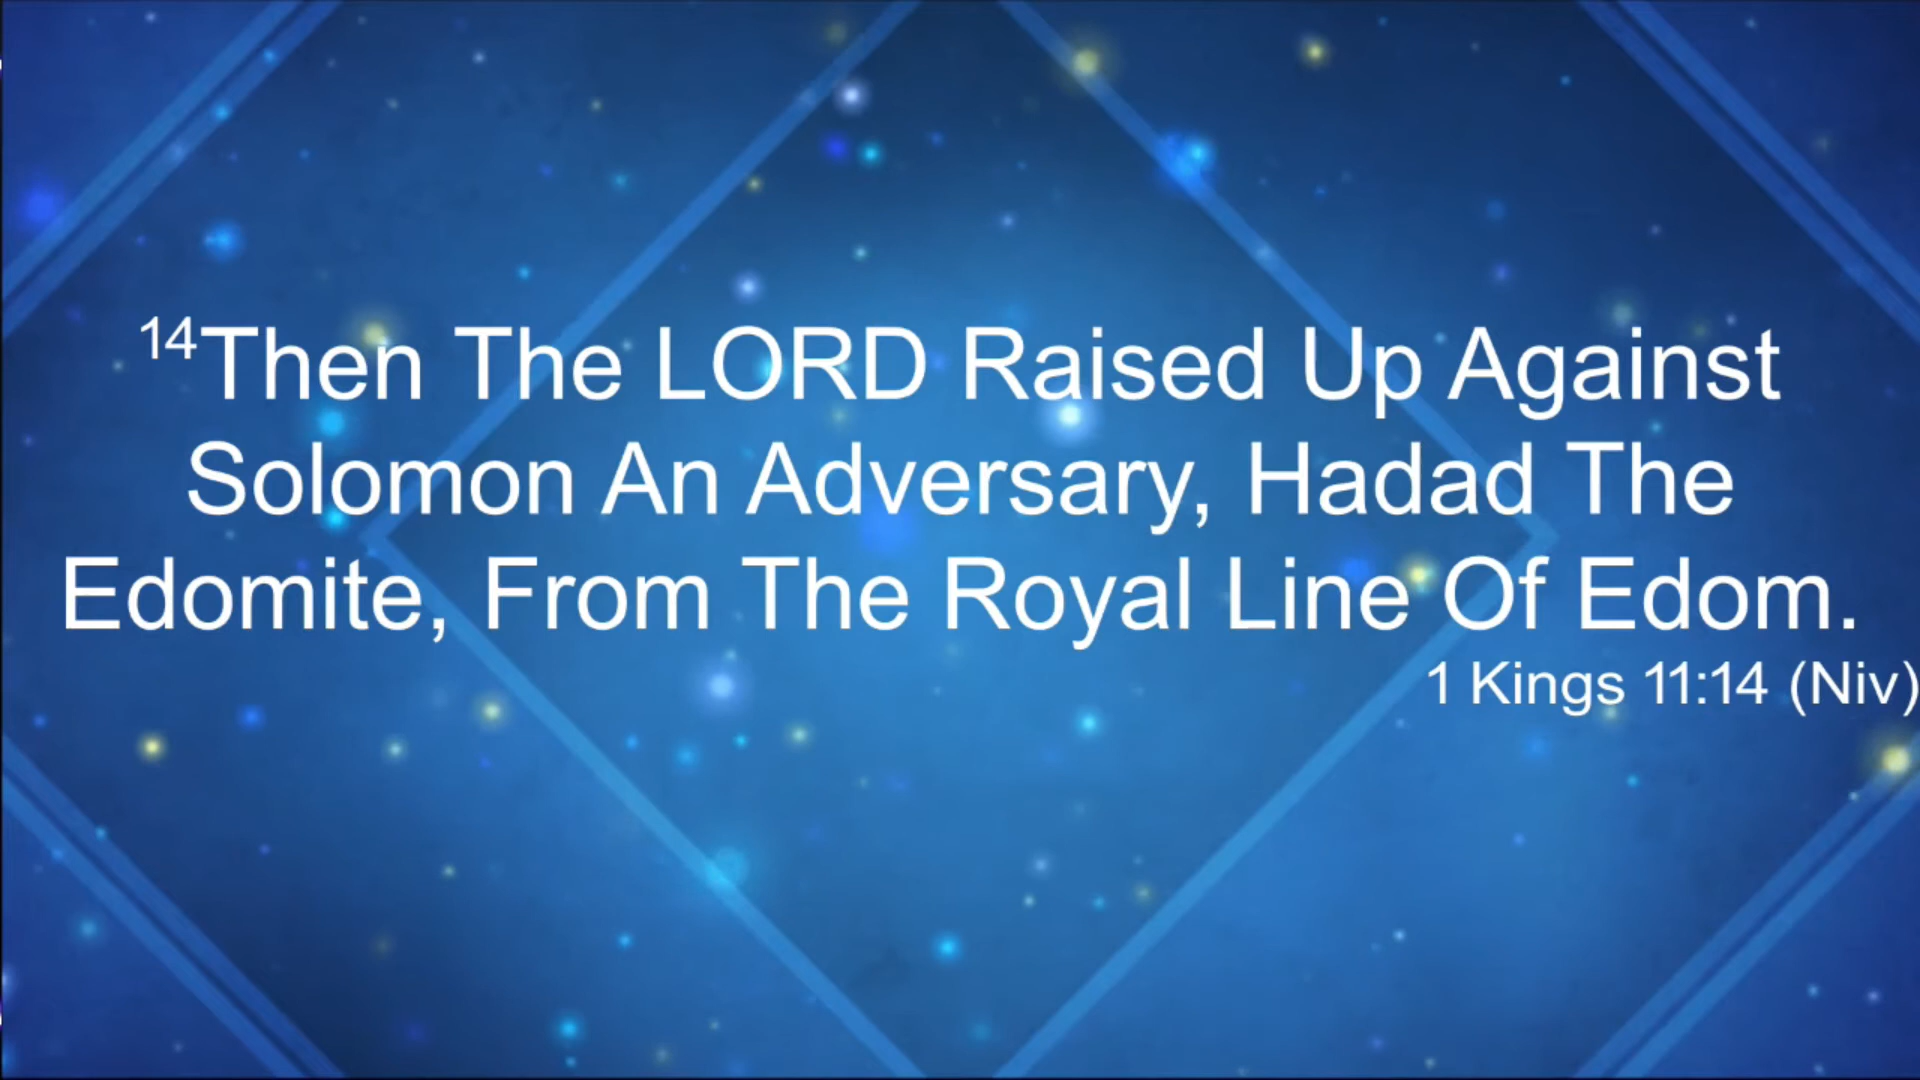 14Then The LORD Raised Up Against
Solomon An Adversary, Hadad The
Edomite, From The Royal Line Of Edom.
1 Kings 11:14 (Niv)